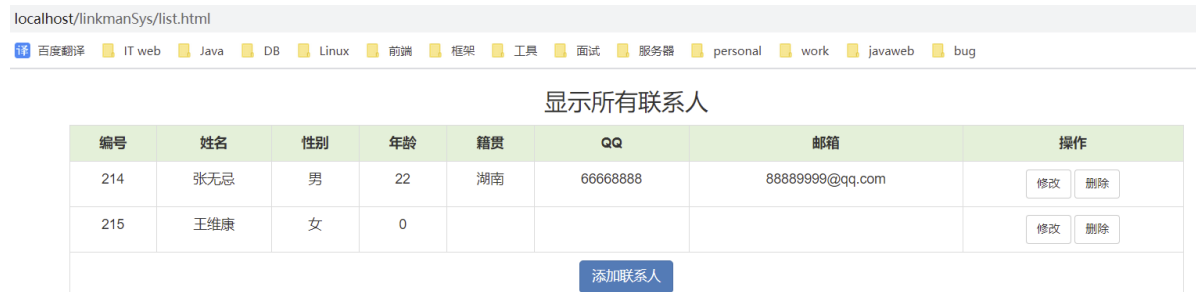 localhost/linkmanSys/list.html
译 百度翻译 IT web Java DB Linux 前端 框架 工具 面试 服务器 personal work javaweb bug
显示所有联系人
编号 姓名 性别 年龄 籍贯 QQ 邮箱 操作
214 张无忌 男 22 湖南 66668888 88889999@qq.com 修改 删除
215 王维康 女 0 修改 删除
添加联系人